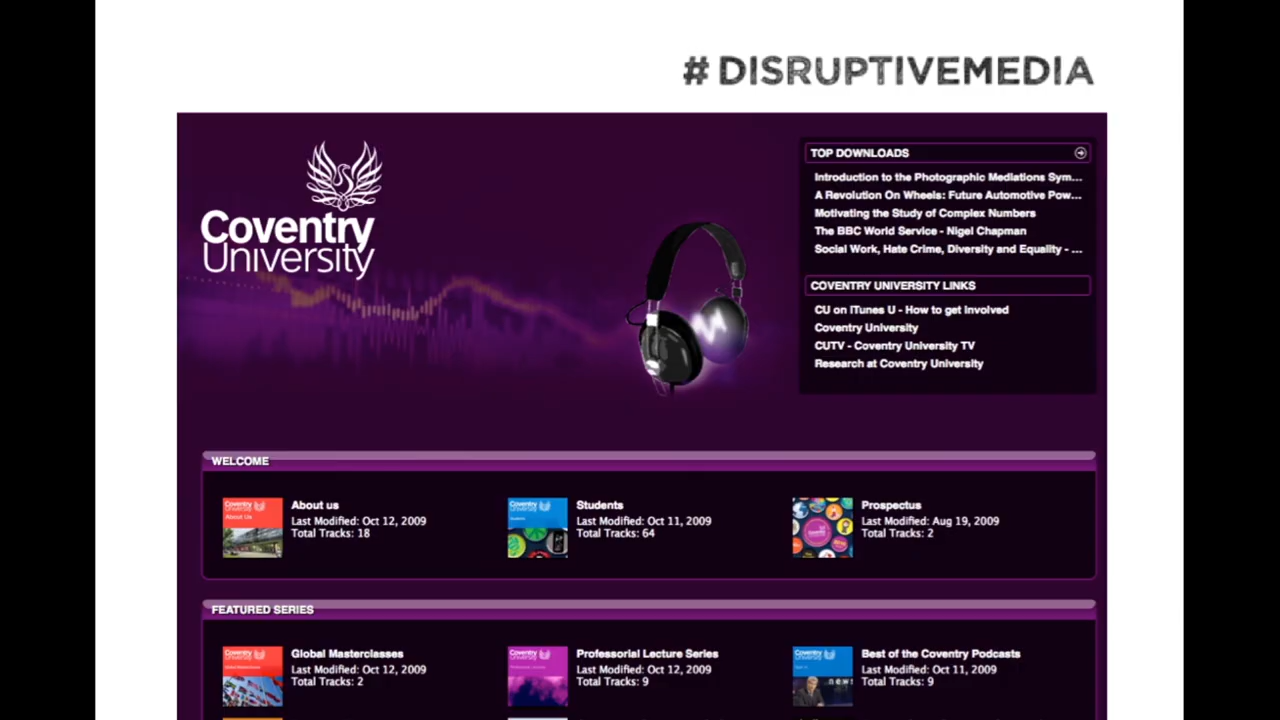 # DISRUPTIVEMEDIA
Coventry
University
TOP DOWNLOADS
Introduction to the Photographic Mediations Sym...
A Revolution On Wheels: Future Automotive Pow...
Motivating the Study of Complex Numbers
The BBC World Service - Nigel Chapman
Social Work, Hate Crime, Diversity and Equality - ...
COVENTRY UNIVERSITY LINKS
CU on iTunes U - How to get involved
Coventry University
CUTV - Coventry University TV
Research at Coventry University
WELCOME
About us
Last Modified: Oct 12, 2009
Total Tracks: 18
Students
Last Modified: Oct 11, 2009
Total Tracks: 64
Prospectus
Last Modified: Aug 19, 2009
Total Tracks: 2
FEATURED SERIES
Global Masterclasses
Last Modified: Oct 12, 2009
Total Tracks: 2
Professorial Lecture Series
Last Modified: Oct 12, 2009
Total Tracks: 9
Best of the Coventry Podcasts
Last Modified: Oct 11, 2009
Total Tracks: 9